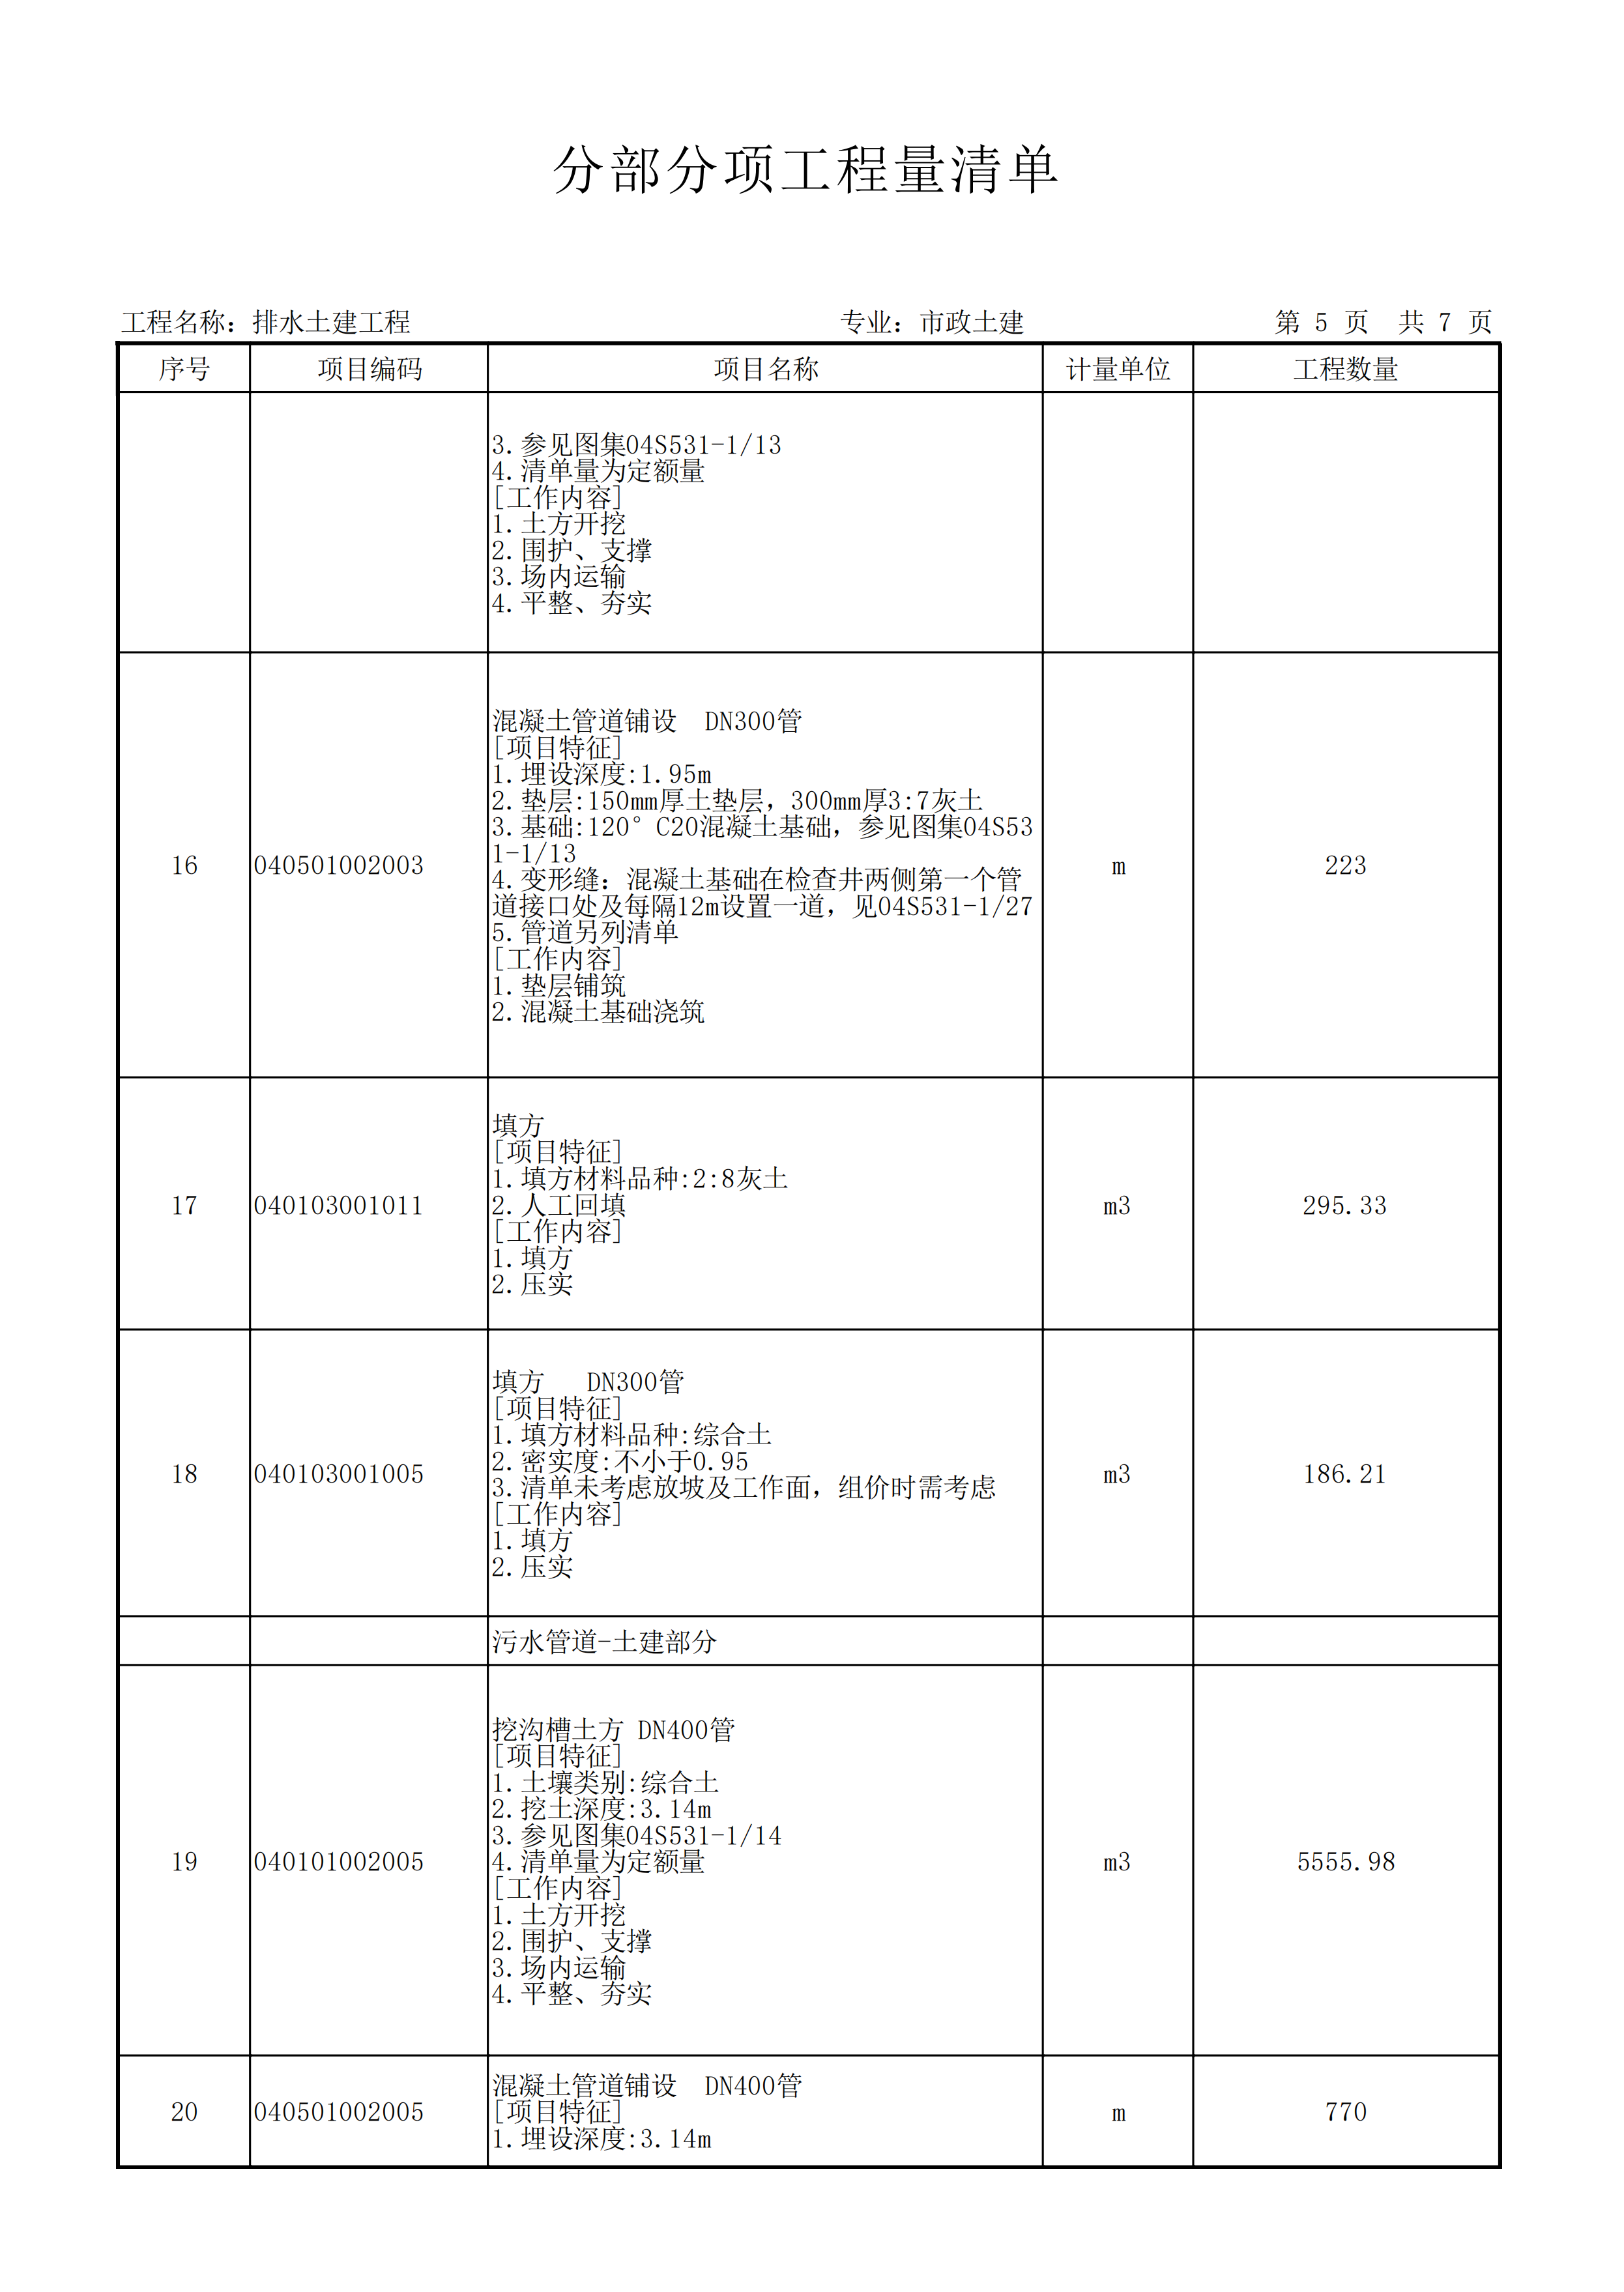 分部分项工程量清单
工程名称：排水土建工程 专业：市政土建 第 5 页 共 7 页
序号 项目编码 项目名称 计量单位 工程数量
3.参见图集04S531-1/13
4.清单量为定额量
[工作内容]
1.土方开挖
2.围护、支撑
3.场内运输
4.平整、夯实
混凝土管道铺设 DN300管
[项目特征]
1.埋设深度:1.95m
2.垫层:150mm厚土垫层，300mm厚3:7灰土
3.基础:120°C20混凝土基础，参见图集04S53
1-1/13
16 040501002003 m 223
4.变形缝：混凝土基础在检查井两侧第一个管
道接口处及每隔12m设置一道，见04S531-1/27
5.管道另列清单
[工作内容]
1.垫层铺筑
2.混凝土基础浇筑
填方
[项目特征]
1.填方材料品种:2:8灰土
17 040103001011 2.人工回填 m3 295.33
[工作内容]
1.填方
2.压实
填方 DN300管
[项目特征]
1.填方材料品种:综合土
2.密实度:不小于0.95
18 040103001005 m3 186.21
3.清单未考虑放坡及工作面，组价时需考虑
[工作内容]
1.填方
2.压实
污水管道-土建部分
挖沟槽土方 DN400管
[项目特征]
1.土壤类别:综合土
2.挖土深度:3.14m
3.参见图集04S531-1/14
19 040101002005 4.清单量为定额量 m3 5555.98
[工作内容]
1.土方开挖
2.围护、支撑
3.场内运输
4.平整、夯实
混凝土管道铺设 DN400管
20 040501002005 [项目特征] m 770
1.埋设深度:3.14m